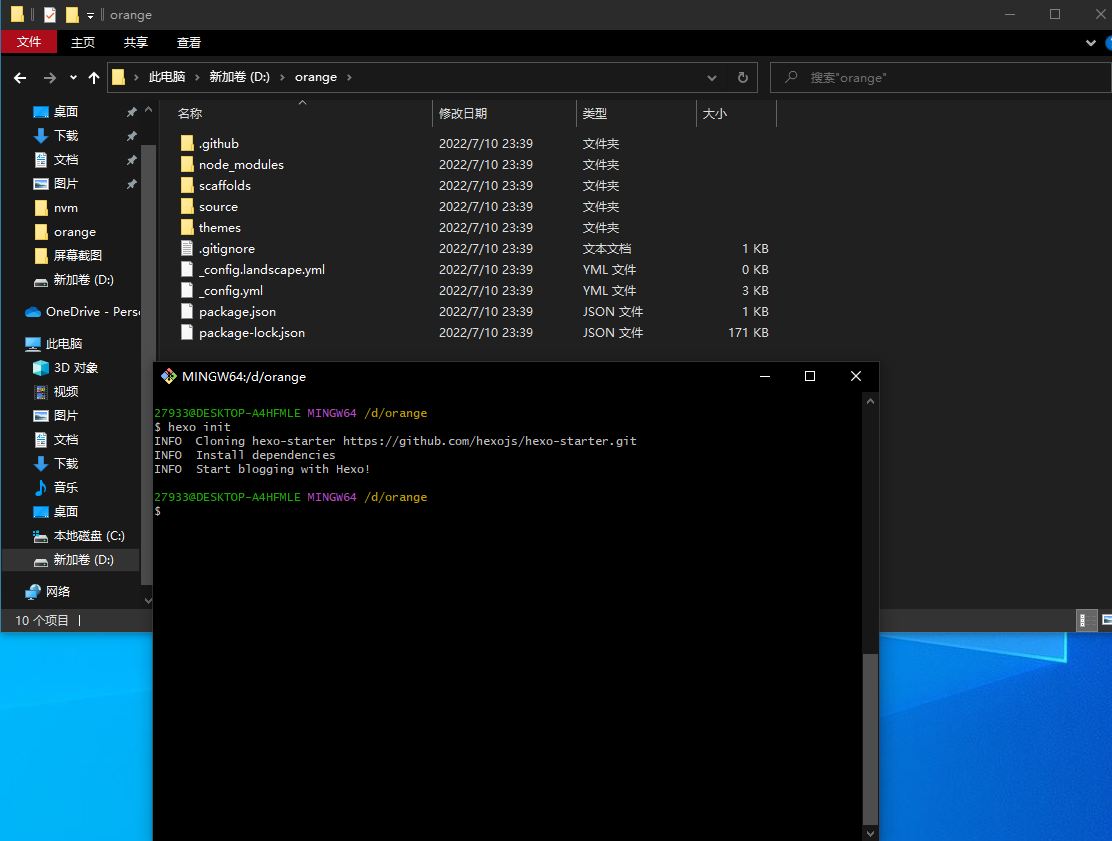 orange
文件 主页 共享 查看
此电脑 新加卷 (D:) orange
搜索"orange"
名称 修改日期 类型 大小
桌面
下载
文档
图片
nvm
orange
屏幕截图
新加卷 (D:)
OneDrive - Pers
此电脑
3D 对象
视频
图片
文档
下载
音乐
桌面
本地磁盘 (C:)
新加卷 (D:)
网络
.github 2022/7/10 23:39 文件夹
node_modules 2022/7/10 23:39 文件夹
scaffolds 2022/7/10 23:39 文件夹
source 2022/7/10 23:39 文件夹
themes 2022/7/10 23:39 文件夹
.gitignore 2022/7/10 23:39 文本文档 1 KB
_config.landscape.yml 2022/7/10 23:39 YML 文件 0 KB
_config.yml 2022/7/10 23:39 YML 文件 3 KB
package.json 2022/7/10 23:39 JSON 文件 1 KB
package-lock.json 2022/7/10 23:39 JSON 文件 171 KB
10 个项目
MINGW64:/d/orange
27933@DESKTOP-A4HFMLE MINGW64 /d/orange
$ hexo init
INFO  Cloning hexo-starter https://github.com/hexojs/hexo-starter.git
INFO  Install dependencies
INFO  Start blogging with Hexo!
27933@DESKTOP-A4HFMLE MINGW64 /d/orange
$